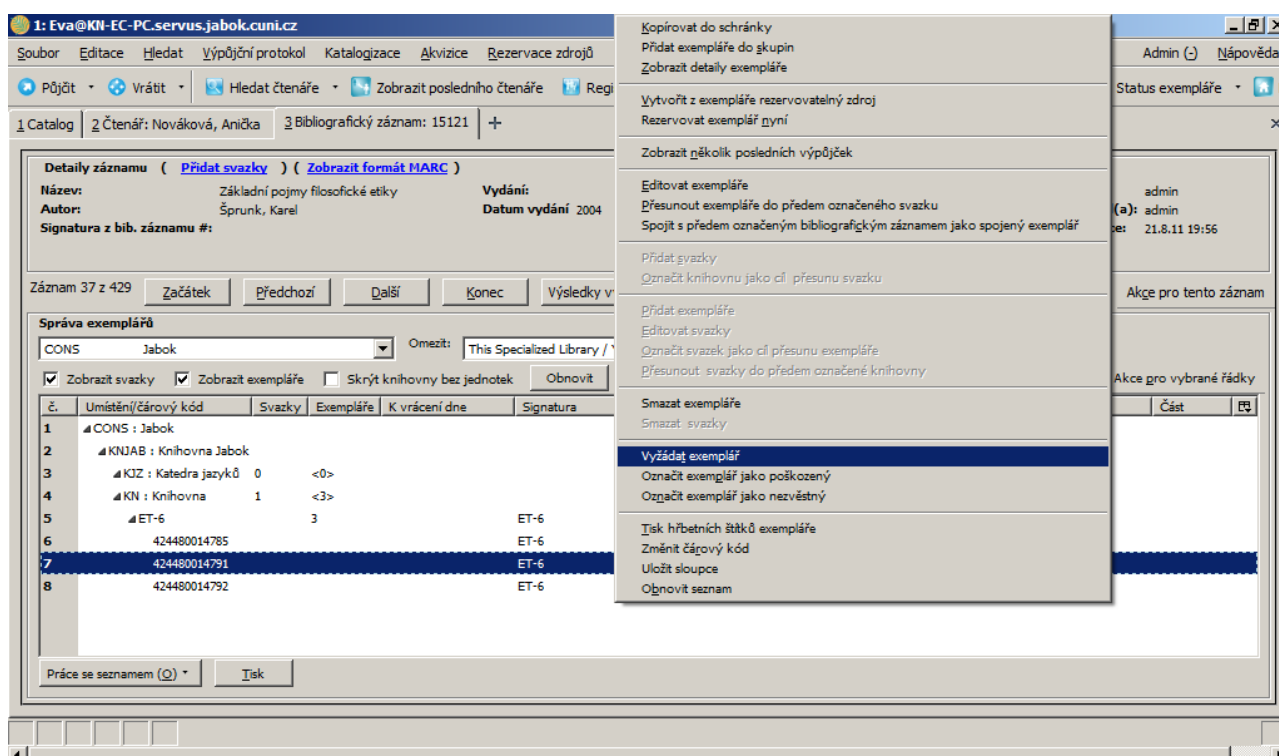 1: Eva@KN-EC-PC.servus.jabok.cuni.cz
Soubor Editace Hledat Výpůjční protokol Katalogizace Akvizice Rezervace zdrojů Admin (-) Nápověda
Půjčit Vrátit Hledat čtenáře Zobrazit posledního čtenáře Regi Status exempláře
1 Catalog 2 Čtenář: Nováková, Anička 3 Bibliografický záznam: 15121
Detaily záznamu ( Přidat svazky ) ( Zobrazit formát MARC )
Název: Základní pojmy filosofické etiky Vydání: admin
Autor: Šprunk, Karel Datum vydání 2004 (a): admin
Signatura z bib. záznamu #: e: 21.8.11 19:56
Záznam 37 z 429 Začátek Předchozí Další Konec Výsledky v Akce pro tento záznam
Správa exemplářů
CONS Jabok Omezit: This Specialized Library /
Zobrazit svazky Zobrazit exempláře Skrýt knihovny bez jednotek Obnovit Akce pro vybrané řádky
č. Umístění/čárový kód Svazky Exempláře K vrácení dne Signatura Část
1 CONS : Jabok
2 KNJAB : Knihovna Jabok
3 KJZ : Katedra jazyků 0 <0>
4 KN : Knihovna 1 <3>
5 ET-6 3 ET-6
6 424480014785 ET-6
7 424480014791 ET-6
8 424480014792 ET-6
Práce se seznamem (O) Tisk
Kopírovat do schránky
Přidat exempláře do skupin
Zobrazit detaily exempláře
Vytvořit z exempláře rezervovatelný zdroj
Rezervovat exemplář nyní
Zobrazit několik posledních výpůjček
Editovat exempláře
Přesunout exempláře do předem označeného svazku
Spojit s předem označeným bibliografickým záznamem jako spojený exemplář
Přidat svazky
Označit knihovnu jako cíl přesunu svazku
Přidat exempláře
Editovat svazky
Označit svazek jako cíl přesunu exempláře
Přesunout svazky do předem označené knihovny
Smazat exempláře
Smazat svazky
Vyžádat exemplář
Označit exemplář jako poškozený
Označit exemplář jako nezvěstný
Tisk hřbetních štítků exempláře
Změnit čárový kód
Uložit sloupce
Obnovit seznam